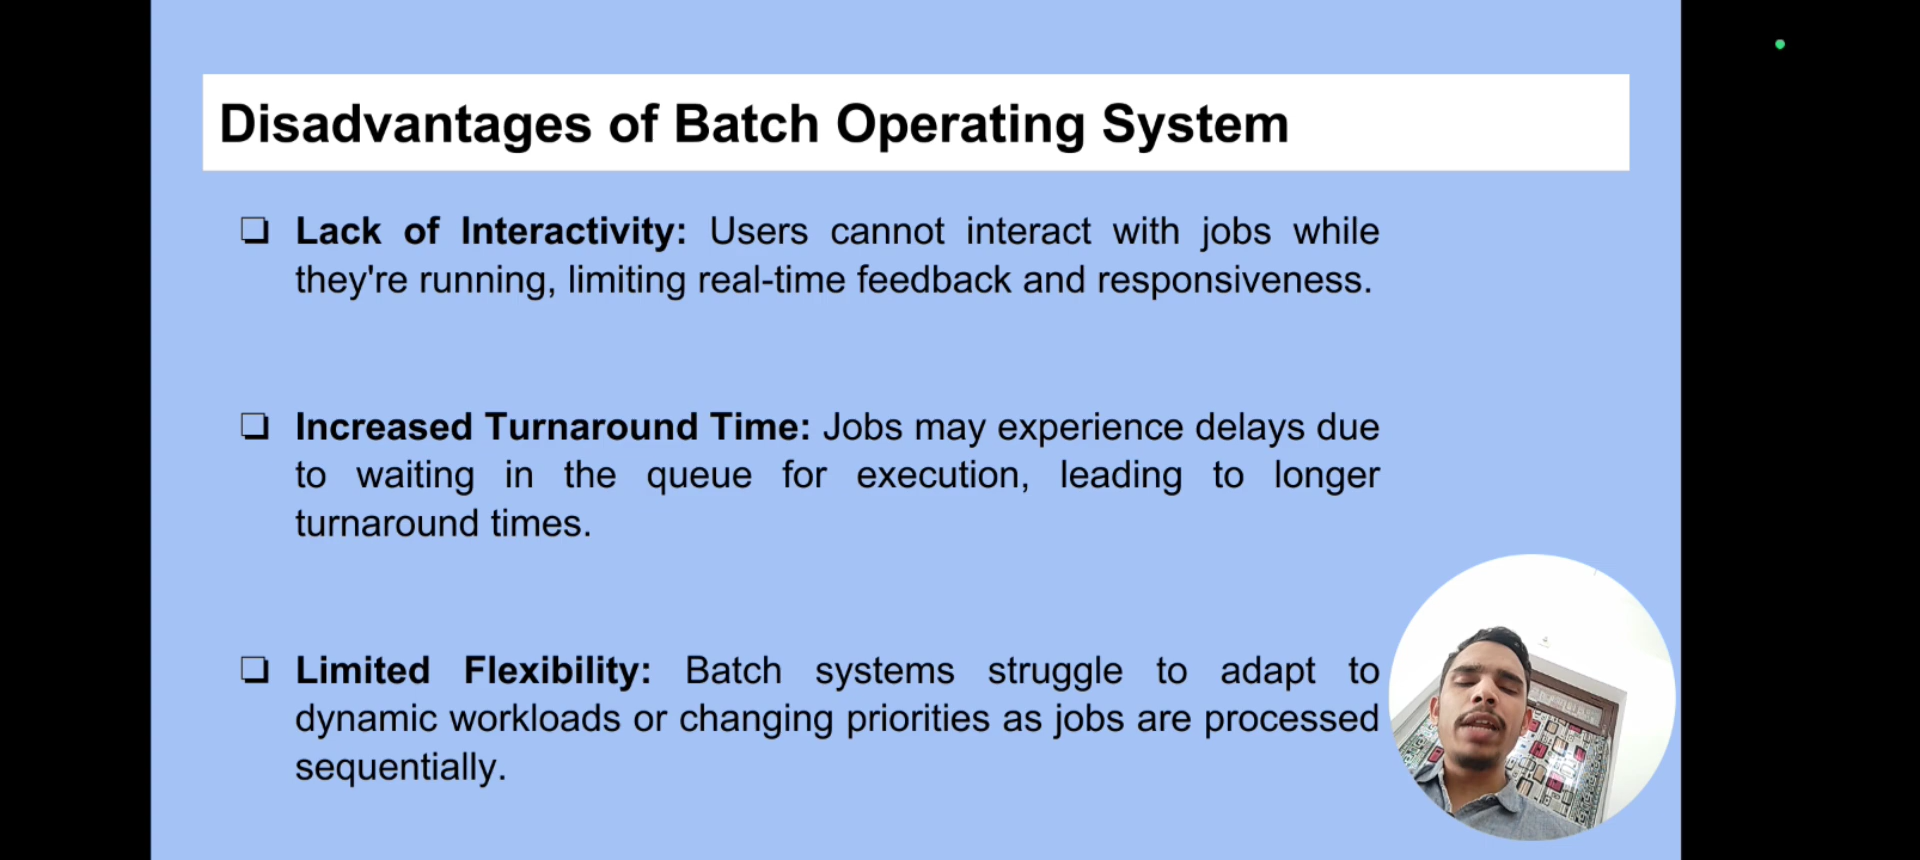 Disadvantages of Batch Operating System
Lack of Interactivity: Users cannot interact with jobs while
they're running, limiting real-time feedback and responsiveness.
Increased Turnaround Time: Jobs may experience delays due
to waiting in the queue for execution, leading to longer
turnaround times.
Limited Flexibility: Batch systems struggle to adapt to
dynamic workloads or changing priorities as jobs are processed
sequentially.